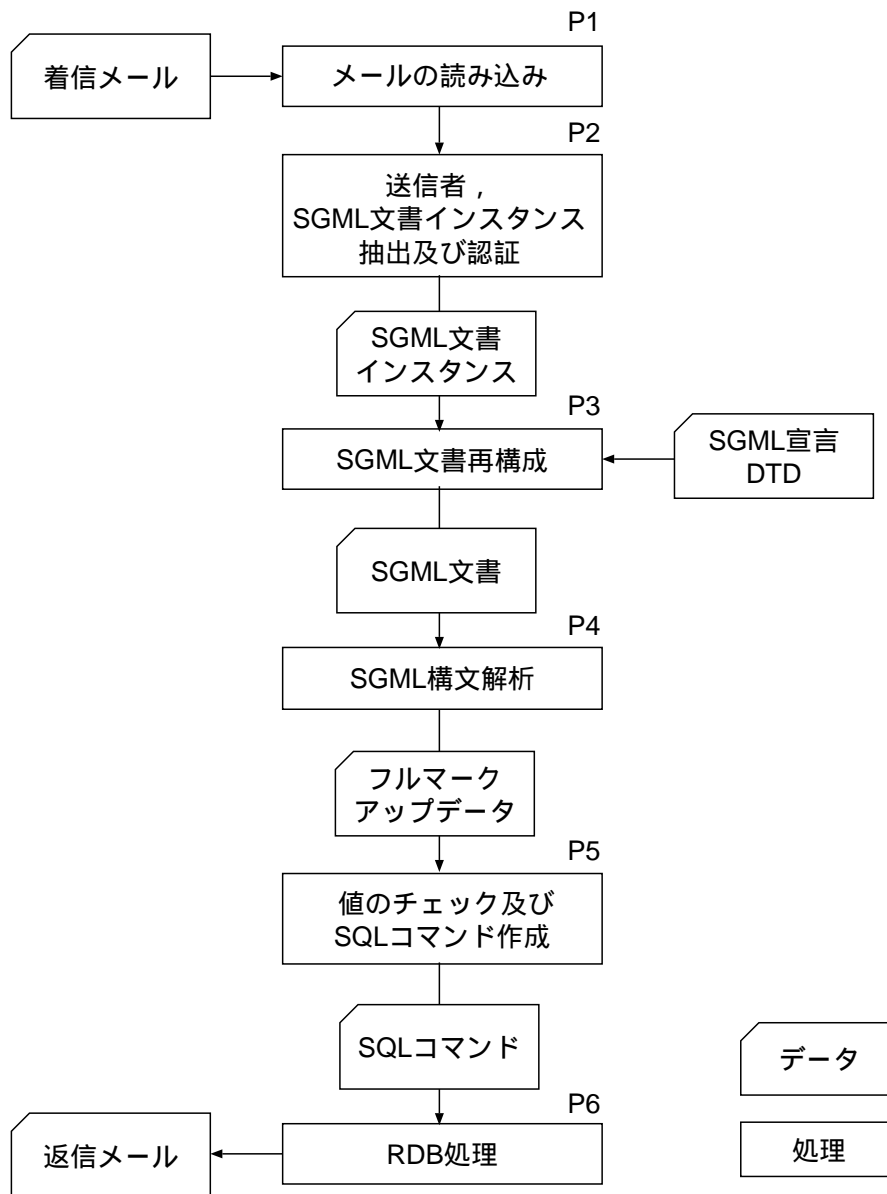 P1
着信メール
メールの読み込み
P2
送信者，
SGML文書インスタンス
抽出及び認証
SGML文書
インスタンス
P3
SGML文書再構成
SGML宣言
DTD
SGML文書
P4
SGML構文解析
フルマーク
アップデータ
P5
値のチェック及び
SQLコマンド作成
SQLコマンド
データ
P6
返信メール
RDB処理
処理